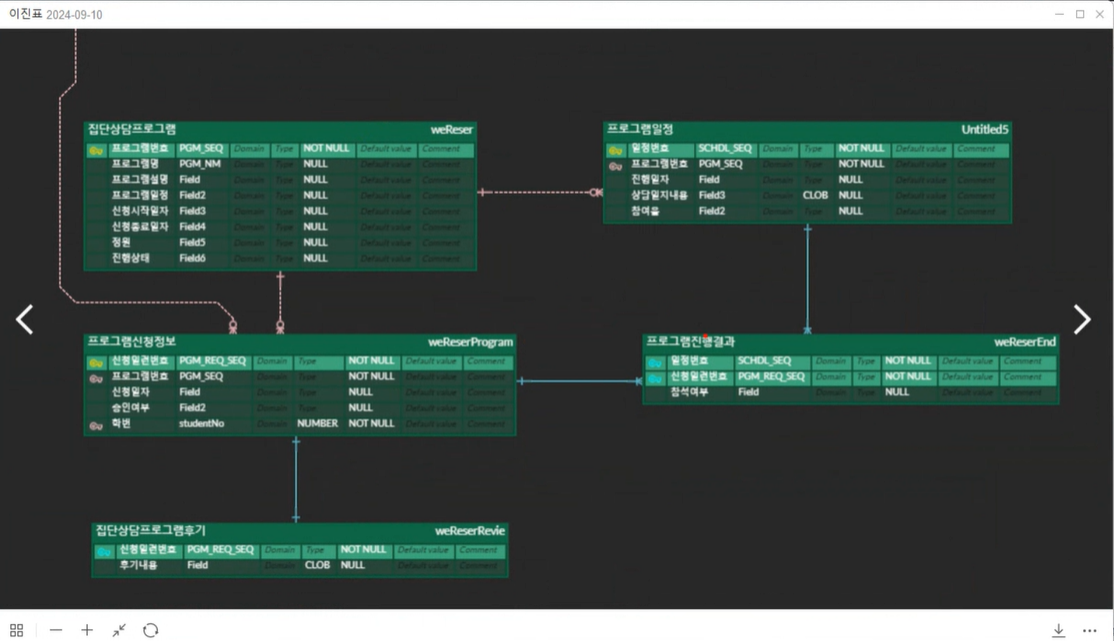 이진표 2024-09-10
집단상담프로그램 weReser
프로그램번호 PGM_SEQ Domain Type NOT NULL Default value Comment
프로그램명 PGM_NM Domain Type NULL Default value Comment
프로그램설명 Field Domain Type NULL Default value Comment
프로그램일정 Field2 Domain Type NULL Default value Comment
신청시작일자 Field3 Domain Type NULL Default value Comment
신청종료일자 Field4 Domain Type NULL Default value Comment
정원 Field5 Domain Type NULL Default value Comment
진행상태 Field6 Domain Type NULL Default value Comment
프로그램일정 Untitled5
일정번호 SCHDL_SEQ Domain Type NOT NULL Default value Comment
프로그램번호 PGM_SEQ Domain Type NOT NULL Default value Comment
진행일자 Field Domain Type NULL Default value Comment
상담일지내용 Field3 Domain CLOB NULL Default value Comment
참여율 Field2 Domain Type NULL Default value Comment
프로그램신청정보 weReserProgram
신청일련번호 PGM_REQ_SEQ Domain Type NOT NULL Default value Comment
프로그램번호 PGM_SEQ Domain Type NOT NULL Default value Comment
신청일자 Field Domain Type NULL Default value Comment
승인여부 Field2 Domain Type NULL Default value Comment
학번 studentNo Domain NUMBER NOT NULL Default value Comment
프로그램진행결과 weReserEnd
일정번호 SCHDL_SEQ Domain Type NOT NULL Default value Comment
신청일련번호 PGM_REQ_SEQ Domain Type NOT NULL Default value Comment
참석여부 Field Domain Type NULL Default value Comment
집단상담프로그램후기 weReserRevie
신청일련번호 PGM_REQ_SEQ Domain Type NOT NULL Default value Comment
후기내용 Field Domain CLOB NULL Default value Comment